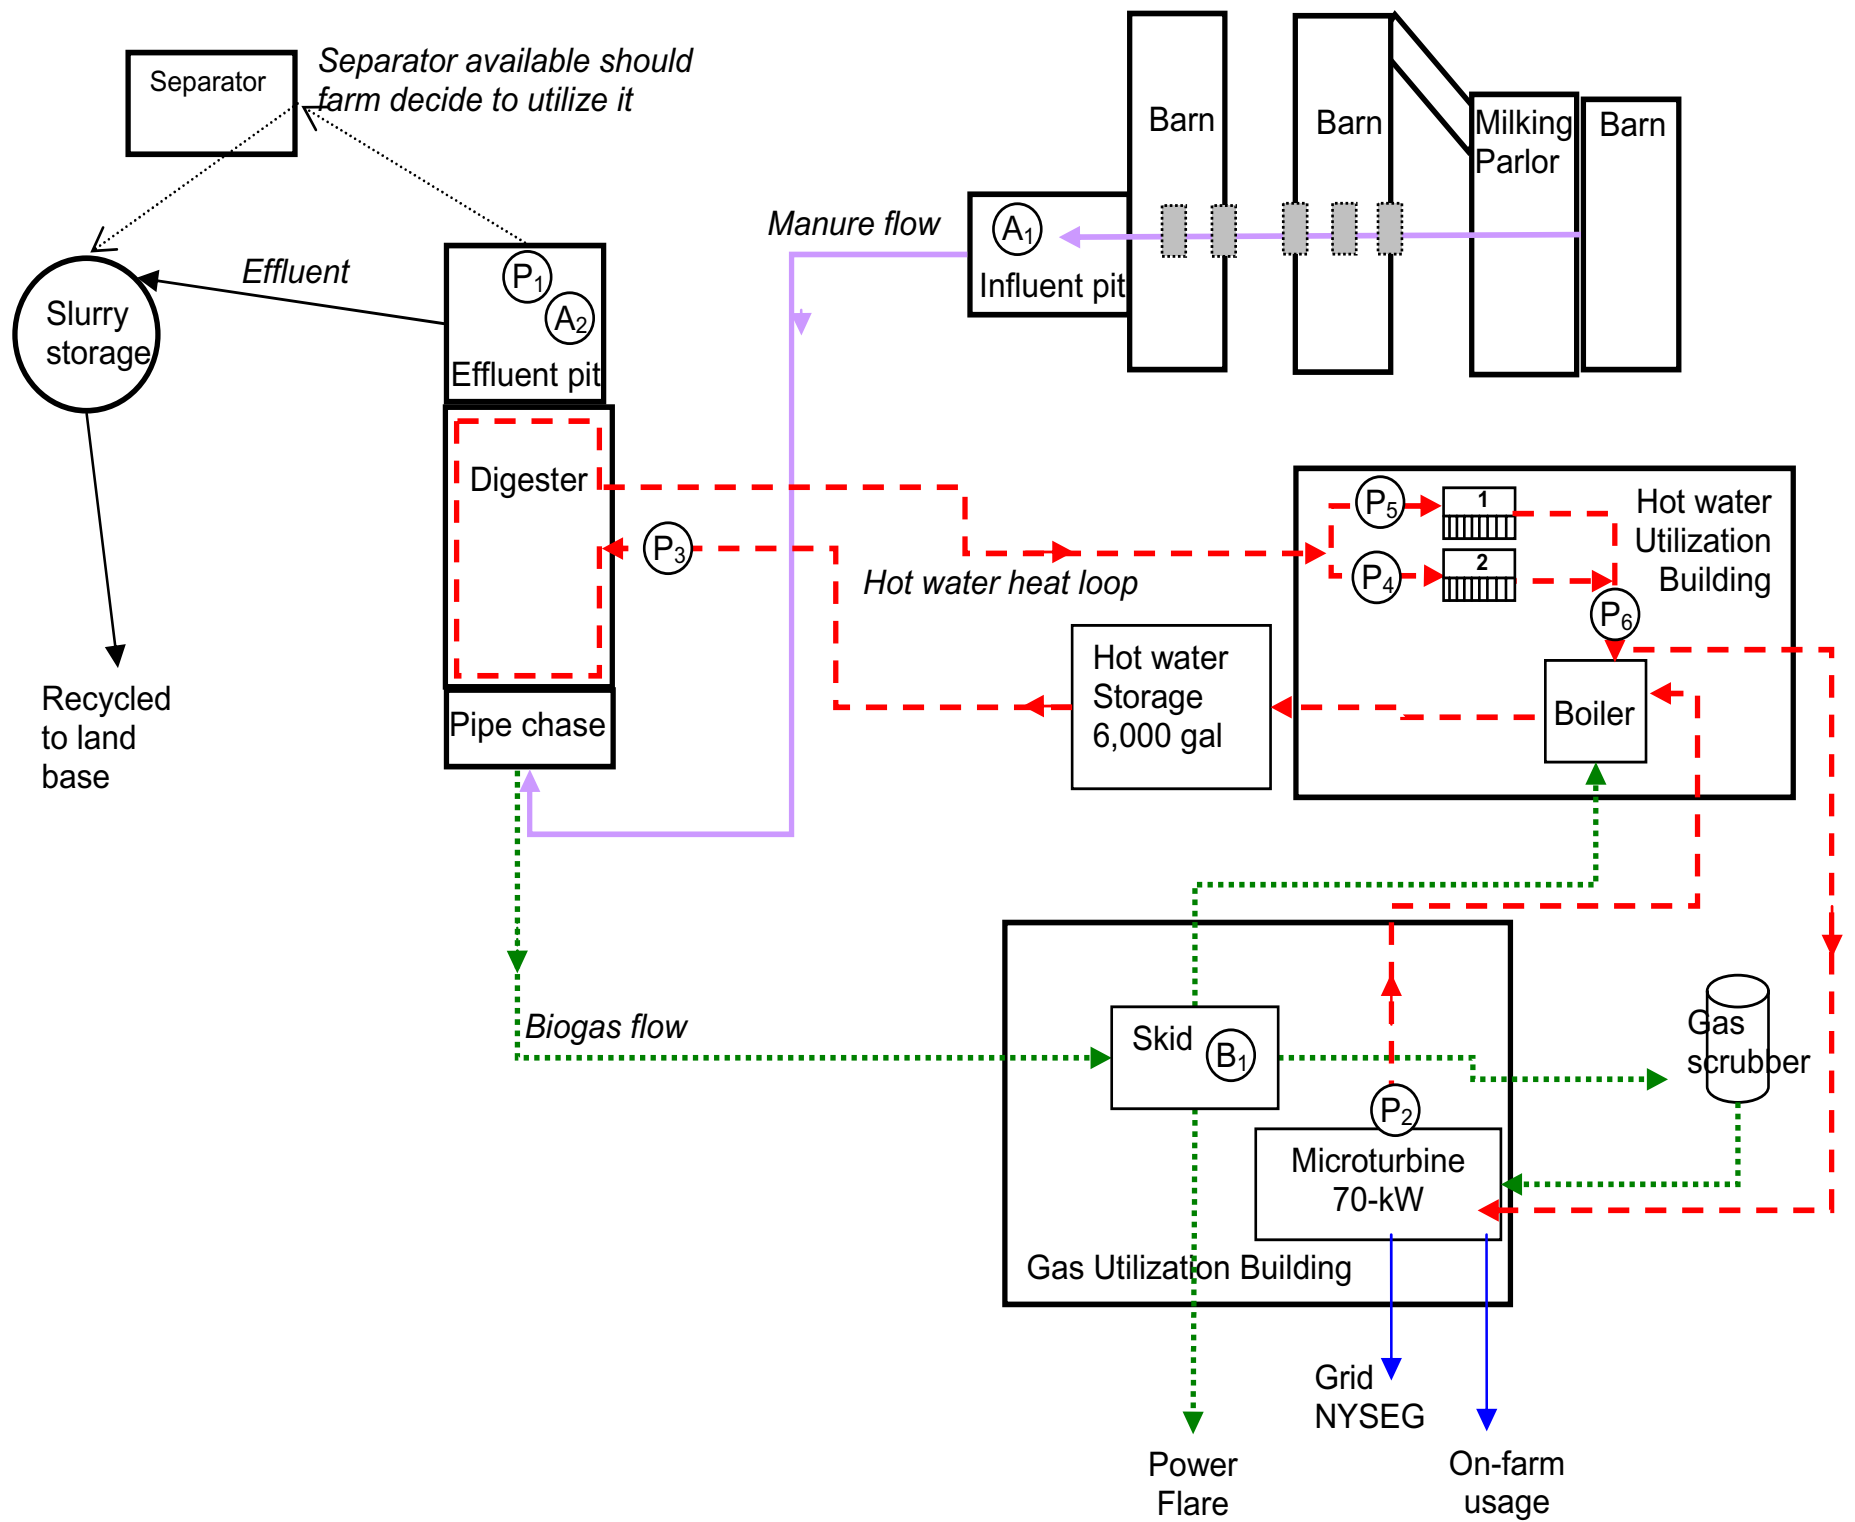 Separator
Separator available should
farm decide to utilize it
Barn
Barn
Milking
Parlor
Barn
Manure flow
A1
Influent pit
Effluent
P1
A2
Effluent pit
Slurry
storage
Digester
P3
Hot water heat loop
P5
1
P4
2
Hot water
Utilization
Building
P6
Hot water
Storage
6,000 gal
Boiler
Pipe chase
Recycled
to land
base
Biogas flow
Skid
B1
Gas
scrubber
P2
Microturbine
70-kW
Gas Utilization Building
Grid
NYSEG
Power
Flare
On-farm
usage